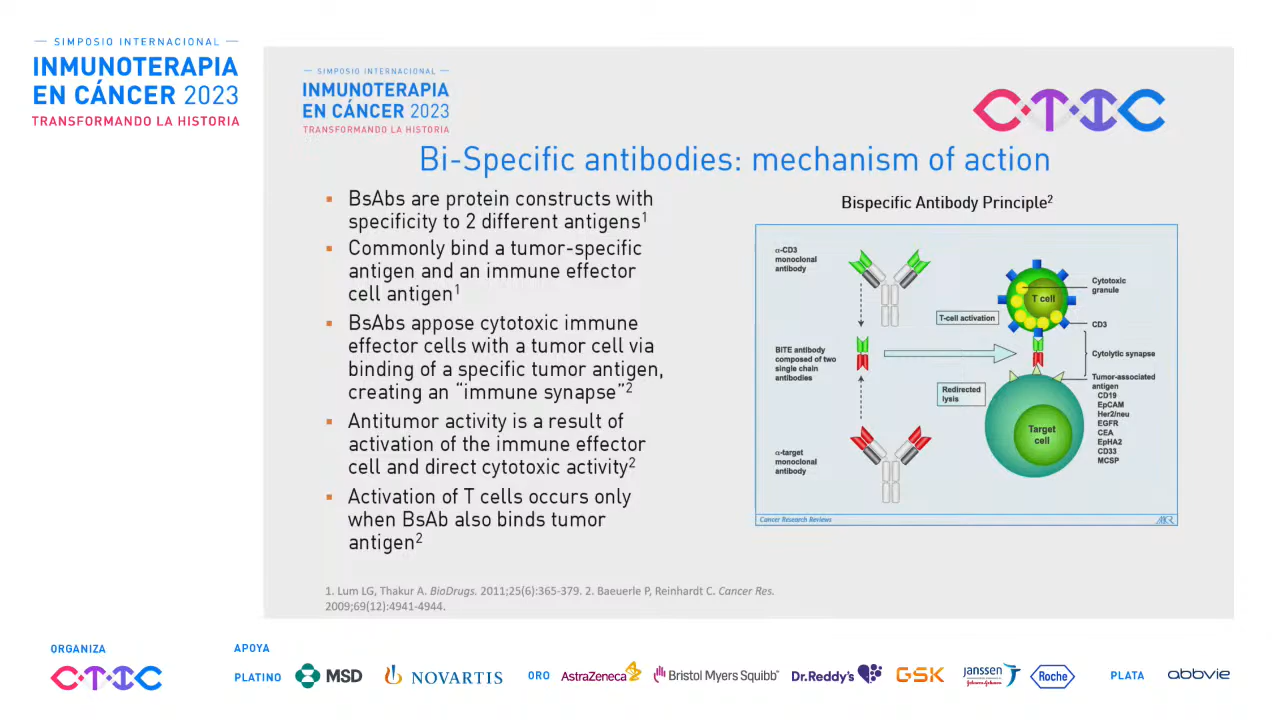 SIMPOSIO INTERNACIONAL
INMUNOTERAPIA
EN CÁNCER 2023
TRANSFORMANDO LA HISTORIA
SIMPOSIO INTERNACIONAL
INMUNOTERAPIA
EN CÁNCER 2023
TRANSFORMANDO LA HISTORIA
CTIC
Bi-Specific antibodies: mechanism of action
▪ BsAbs are protein constructs with
specificity to 2 different antigens¹
▪ Commonly bind a tumor-specific
antigen and an immune effector
cell antigen¹
▪ BsAbs appose cytotoxic immune
effector cells with a tumor cell via
binding of a specific tumor antigen,
creating an “immune synapse”²
▪ Antitumor activity is a result of
activation of the immune effector
cell and direct cytotoxic activity²
▪ Activation of T cells occurs only
when BsAb also binds tumor
antigen²
Bispecific Antibody Principle²
α-CD3
monoclonal
antibody
BITE antibody
composed of two
single chain
antibodies
α-target
monoclonal
antibody
T-cell activation
Redirected
lysis
T cell
Target
cell
Cytotoxic
granule
CD3
Cytolytic synapse
Tumor-associated
antigen
CD19
EpCAM
Her2/neu
EGFR
CEA
EpHA2
CD33
MCSP
Cancer Research Reviews
AACR
1. Lum LG, Thakur A. BioDrugs. 2011;25(6):365-379. 2. Baeuerle P, Reinhardt C. Cancer Res.
2009;69(12):4941-4944.
ORGANIZA
CTIC
APOYA
PLATINO MSD NOVARTIS ORO AstraZeneca Bristol Myers Squibb Dr.Reddy's GSK Janssen Roche PLATA abbvie
Johnson&Johnson